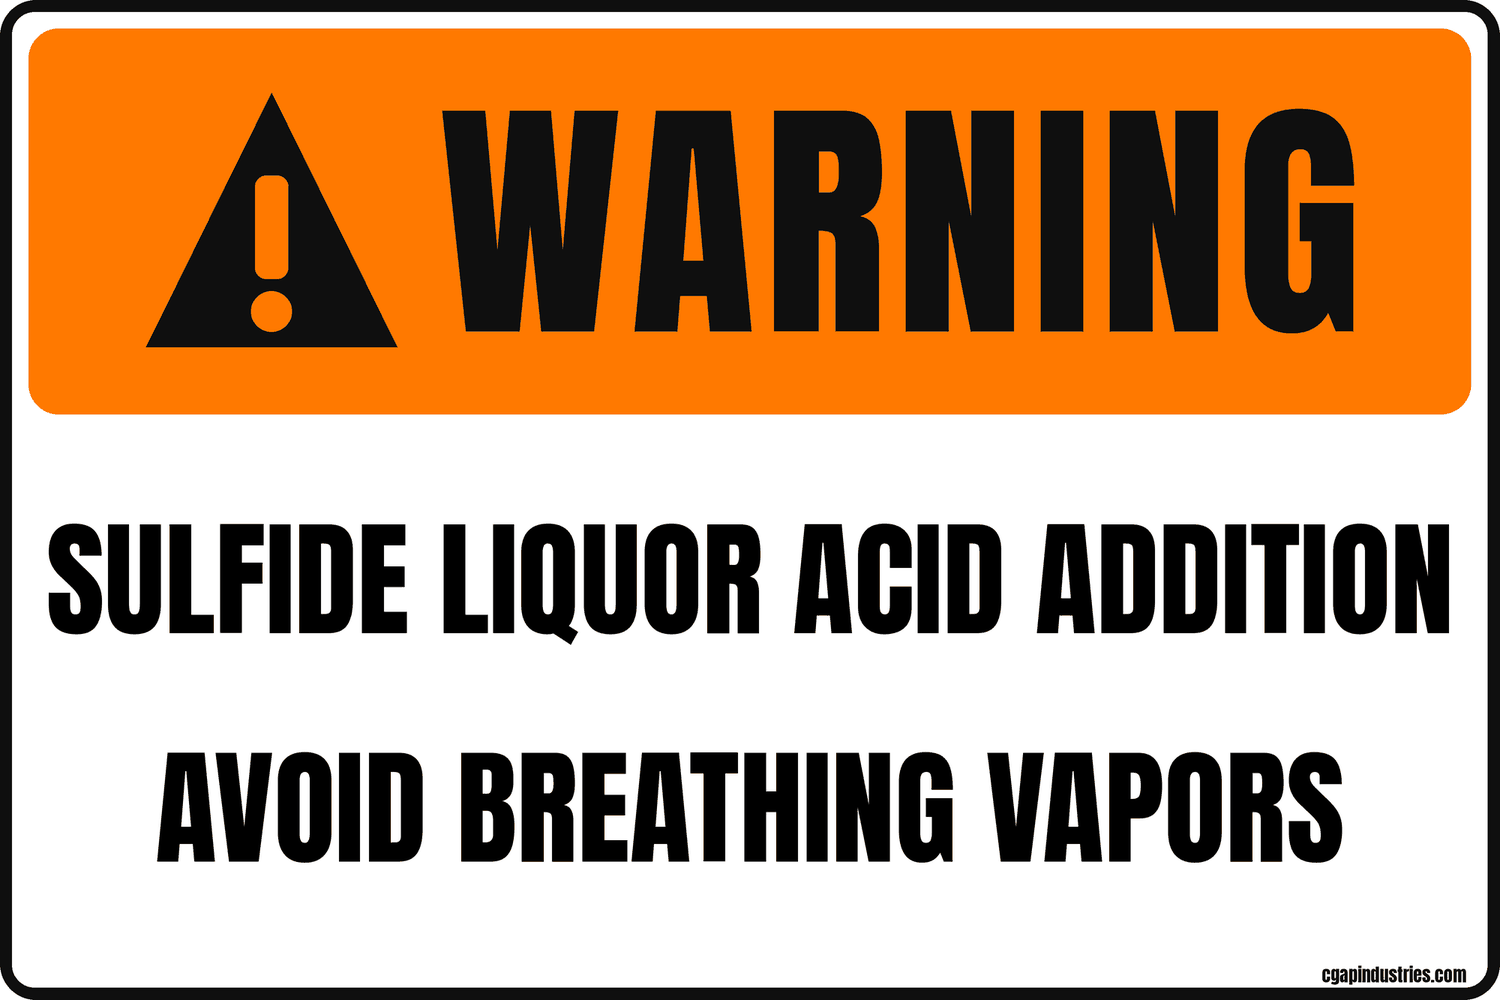 WARNING
SULFIDE LIQUOR ACID ADDITION
AVOID BREATHING VAPORS
cgapindustries.com